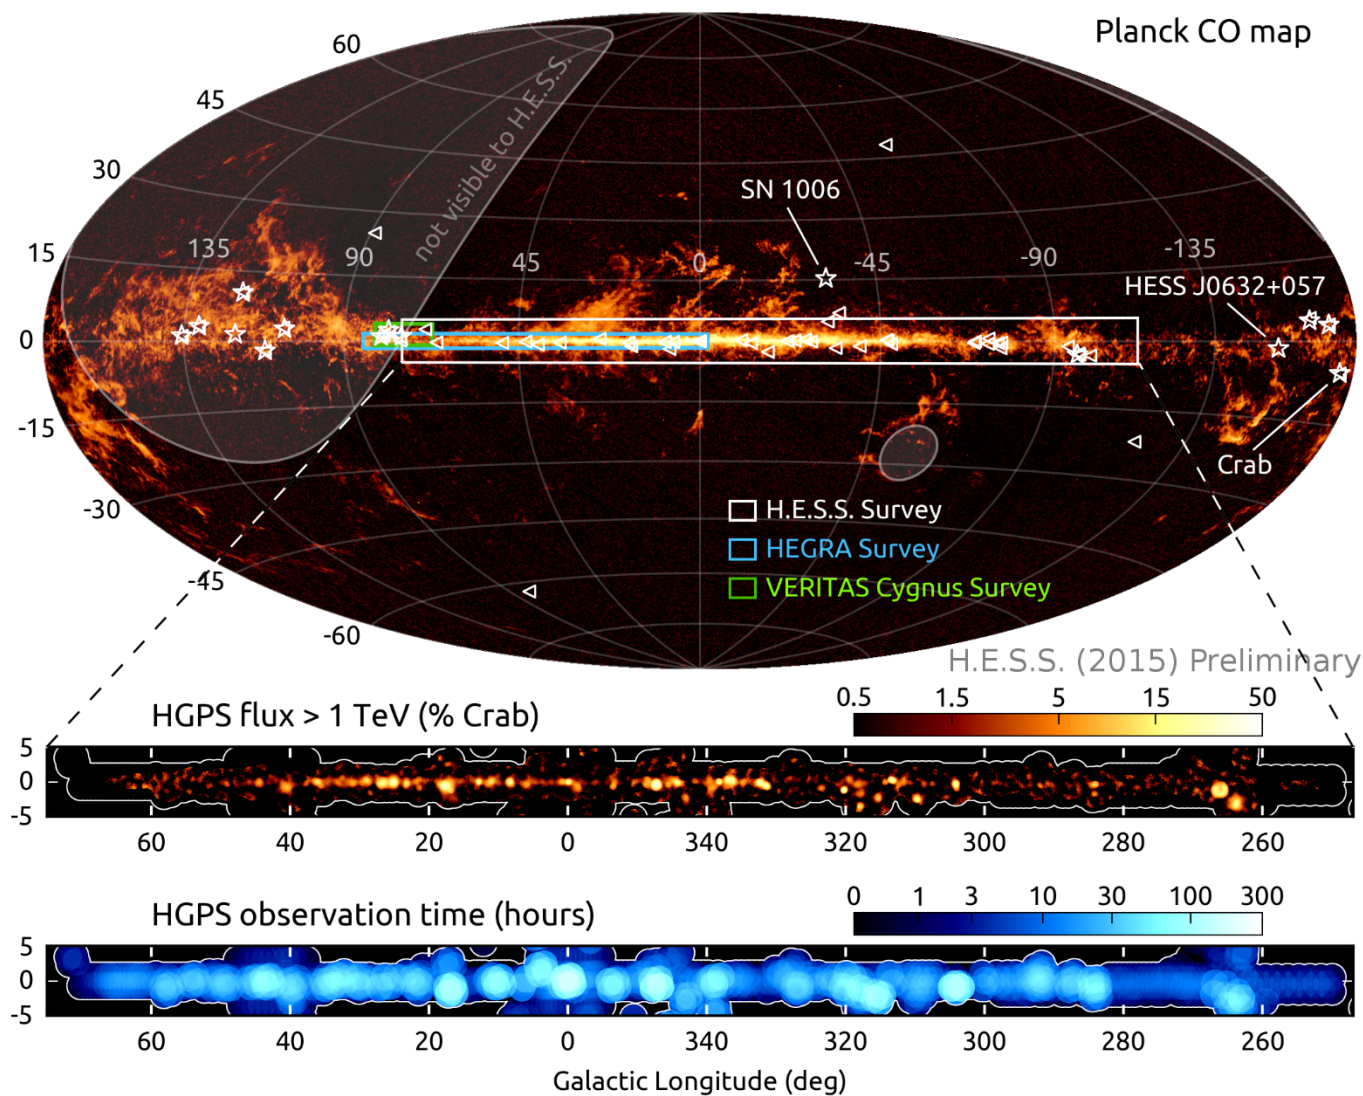 Planck CO map
60
45
30
15
0
-15
-30
-45
-60
not visible to H.E.S.S.
135
90
45
0
-45
-90
-135
SN 1006
HESS J0632+057
Crab
H.E.S.S. Survey
HEGRA Survey
VERITAS Cygnus Survey
H.E.S.S. (2015) Preliminary
HGPS flux > 1 TeV (% Crab)
0.5 1.5 5 15 50
5
0
-5
60 40 20 0 340 320 300 280 260
HGPS observation time (hours)
0 1 3 10 30 100 300
5
0
-5
60 40 20 0 340 320 300 280 260
Galactic Longitude (deg)